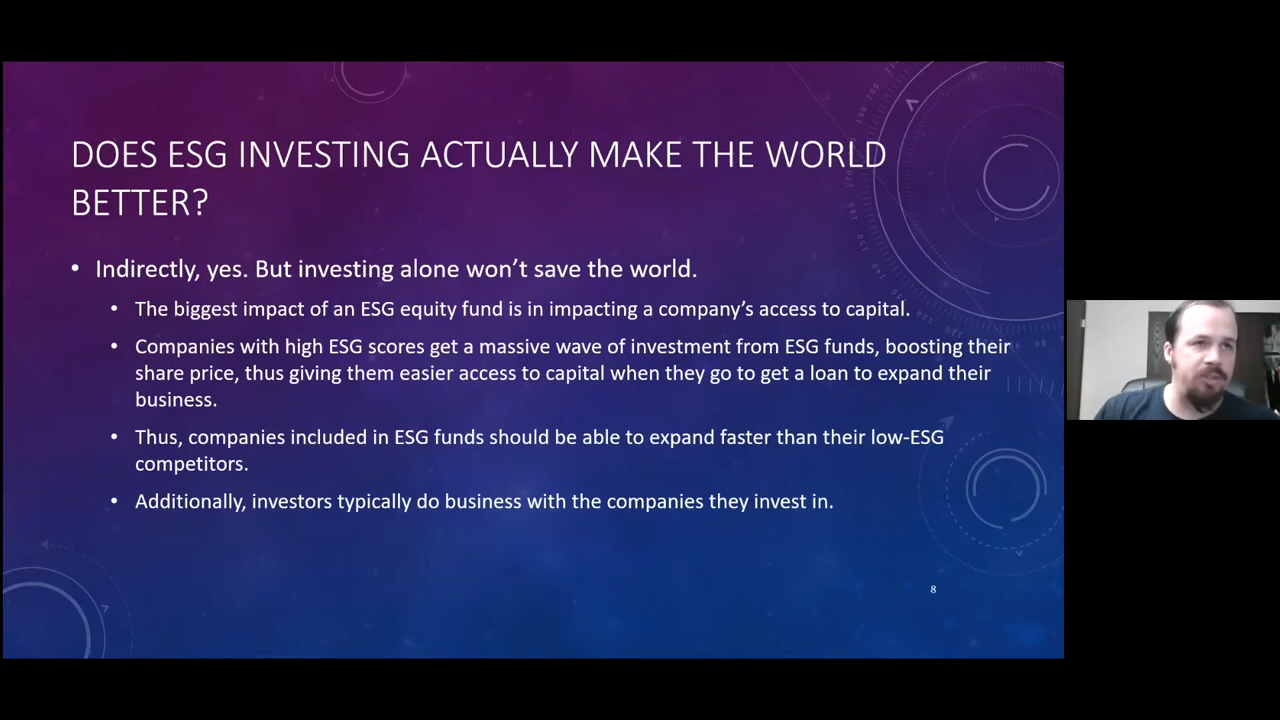 DOES ESG INVESTING ACTUALLY MAKE THE WORLD
BETTER?
• Indirectly, yes. But investing alone won’t save the world.
• The biggest impact of an ESG equity fund is in impacting a company’s access to capital.
• Companies with high ESG scores get a massive wave of investment from ESG funds, boosting their
share price, thus giving them easier access to capital when they go to get a loan to expand their
business.
• Thus, companies included in ESG funds should be able to expand faster than their low-ESG
competitors.
• Additionally, investors typically do business with the companies they invest in.
8